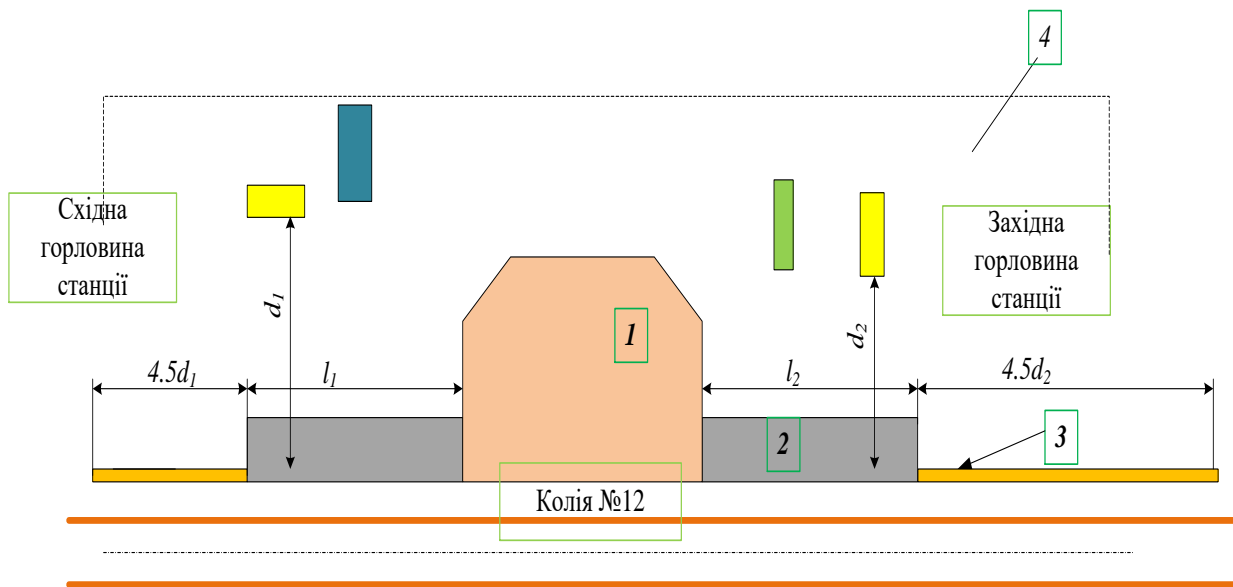 4
Східна
горловина
станції
Західна
горловина
станції
d₁
1
d₂
4.5d₁
l₁
l₂
4.5d₂
2
3
Колія №12